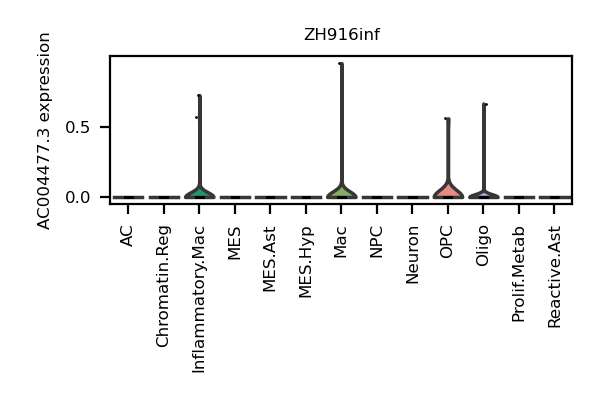 ZH916inf
AC004477.3 expression
0.5
0.0
AC
Chromatin.Reg
Inflammatory.Mac
MES
MES.Ast
MES.Hyp
Mac
NPC
Neuron
OPC
Oligo
Prolif.Metab
Reactive.Ast